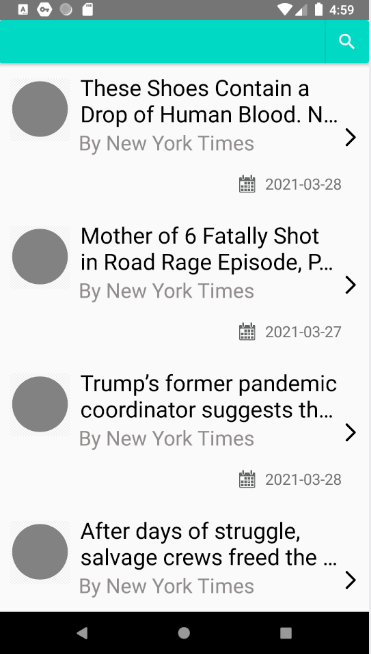 4:59
These Shoes Contain a
Drop of Human Blood. N...
By New York Times
2021-03-28
Mother of 6 Fatally Shot
in Road Rage Episode, P...
By New York Times
2021-03-27
Trump’s former pandemic
coordinator suggests th...
By New York Times
2021-03-28
After days of struggle,
salvage crews freed the ...
By New York Times